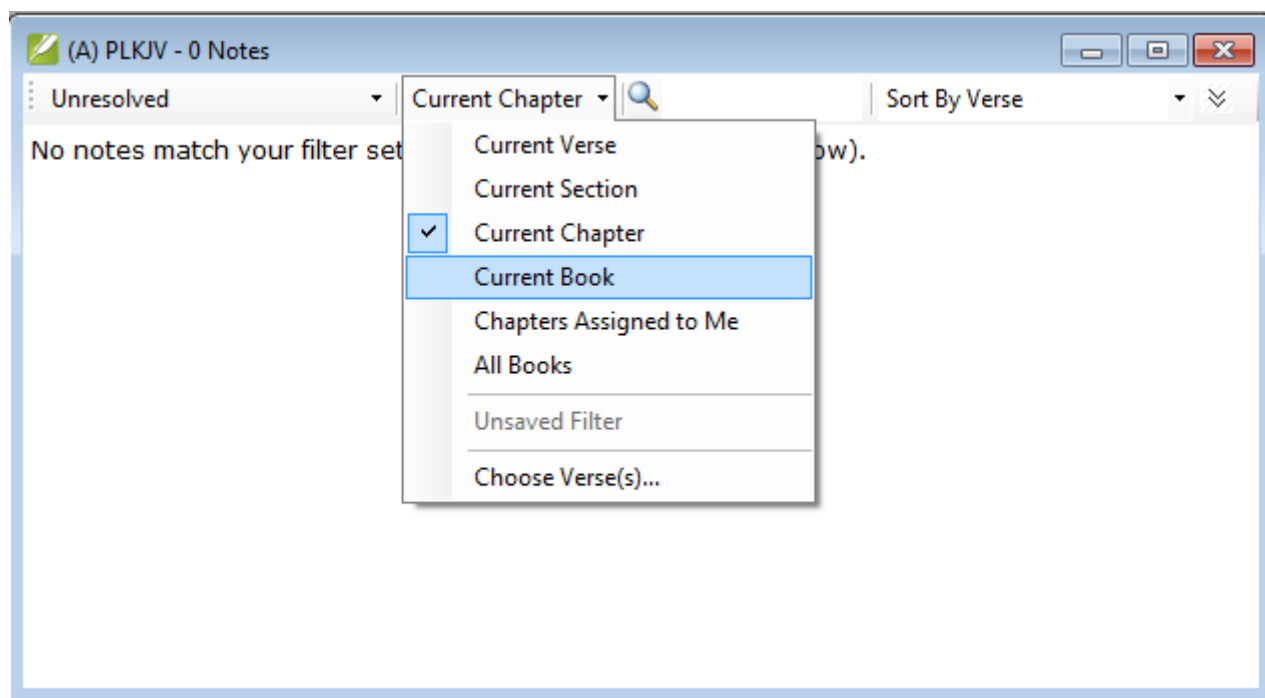 (A) PLKJV - 0 Notes
Unresolved Current Chapter Sort By Verse
No notes match your filter set ow).
Current Verse
Current Section
Current Chapter
Current Book
Chapters Assigned to Me
All Books
Unsaved Filter
Choose Verse(s)...